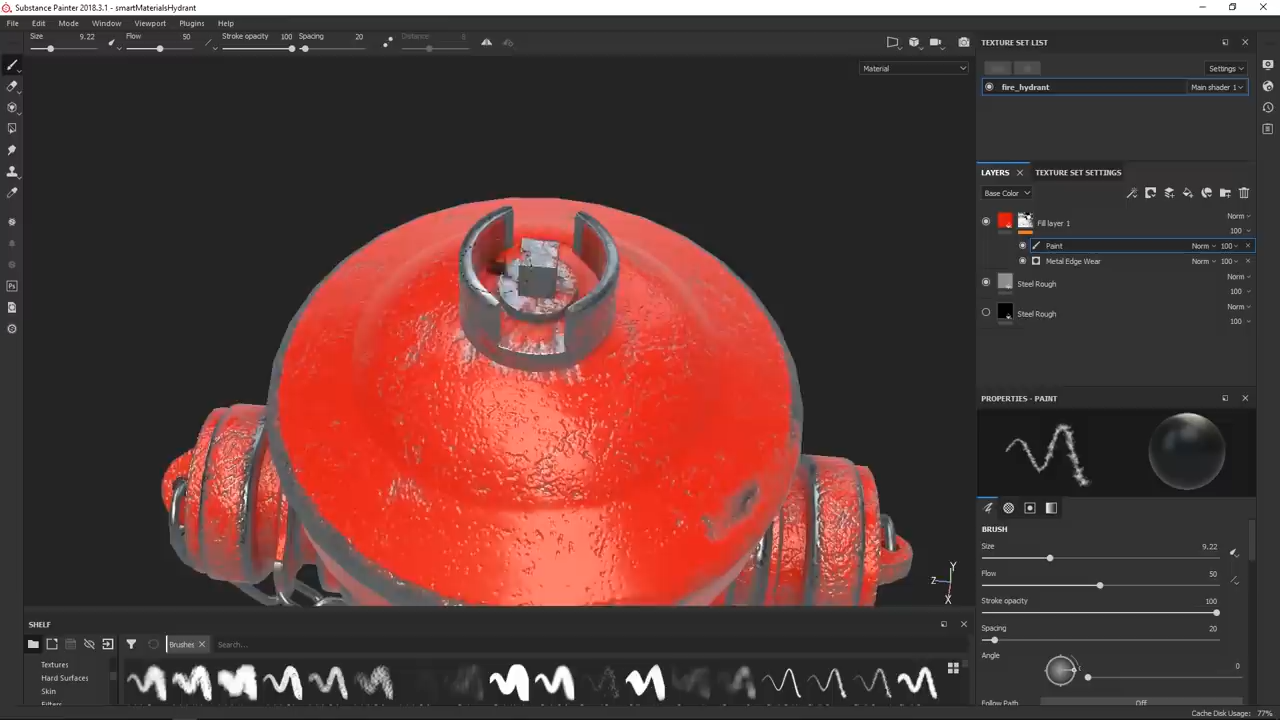 Substance Painter 2018.3.1 - smartMaterialsHydrant
File Edit Mode Window Viewport Plugins Help
Size 9.22 Flow 50 Stroke opacity 100 Spacing 20 Distance 8
Material
TEXTURE SET LIST
Settings
fire_hydrant Main shader 1
LAYERS TEXTURE SET SETTINGS
Base Color
Fill layer 1 Norm
100
Paint Norm 100
Metal Edge Wear Norm 100
Steel Rough Norm
100
Steel Rough Norm
100
PROPERTIES - PAINT
BRUSH
Size 9.22
Flow 50
Stroke opacity 100
Spacing 20
Angle 0
Follow Path Off
Y
Z
X
SHELF
Brushes Search...
Textures
Hard Surfaces
Skin
Filters
Ps
Cache Disk Usage: 77%